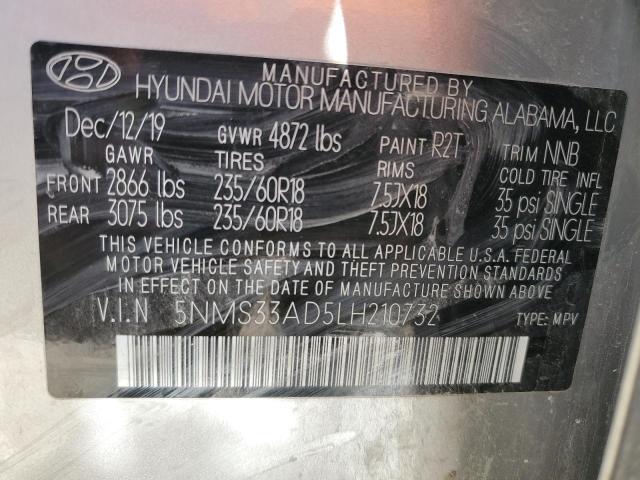 MANUFACTURED BY
HYUNDAI MOTOR MANUFACTURING ALABAMA, LLC
Dec/12/19 GVWR 4872 lbs PAINT R2T TRIM NNB
GAWR TIRES RIMS COLD TIRE INFL
FRONT 2866 lbs 235/60R18 7.5JX18 35 psi SINGLE
REAR 3075 lbs 235/60R18 7.5JX18 35 psi SINGLE
THIS VEHICLE CONFORMS TO ALL APPLICABLE U.S.A. FEDERAL
MOTOR VEHICLE SAFETY AND THEFT PREVENTION STANDARDS
IN EFFECT ON THE DATE OF MANUFACTURE SHOWN ABOVE.
V.I.N 5NMS33AD5LH210732 TYPE: MPV